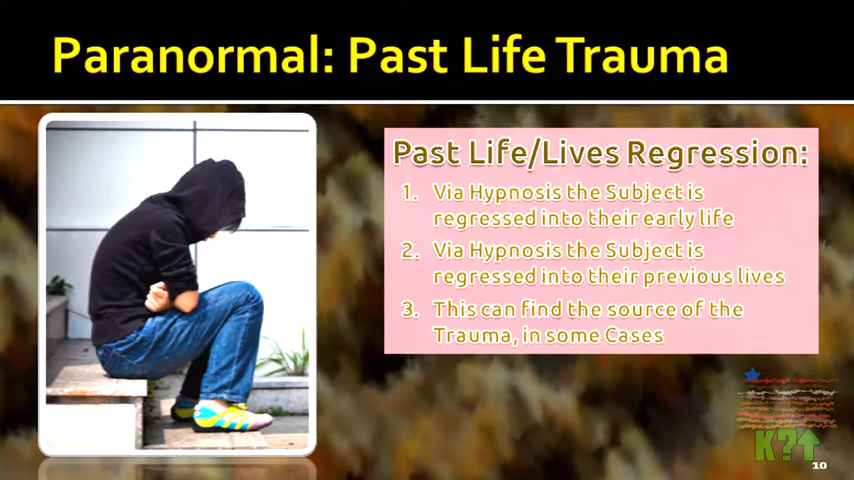 Paranormal: Past Life Trauma
Past Life/Lives Regression:
1. Via Hypnosis the Subject is
regressed into their early life
2. Via Hypnosis the Subject is
regressed into their previous lives
3. This can find the source of the
Trauma, in some Cases
K?↑
10